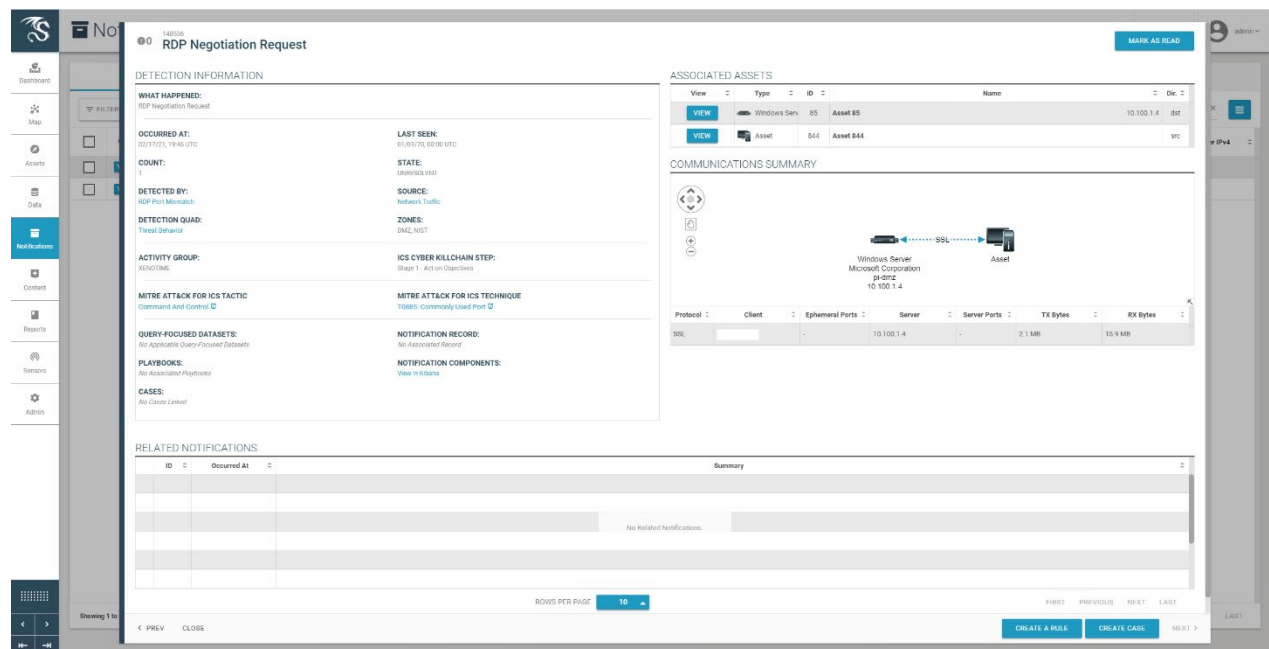 Not
admin
Dashboard
Map
Assets
Data
Notifications
Content
Reports
Sensors
Admin
FILTER
148536
0 RDP Negotiation Request
MARK AS READ
DETECTION INFORMATION
WHAT HAPPENED:
RDP Negotiation Request
OCCURRED AT:
02/17/21, 19:46 UTC
LAST SEEN:
01/01/70, 00:00 UTC
COUNT:
1
STATE:
UNRESOLVED
DETECTED BY:
RDP Port Mismatch
SOURCE:
Network Traffic
DETECTION QUAD:
Threat Behavior
ZONES:
DMZ, NIST
ACTIVITY GROUP:
XENOTIME
ICS CYBER KILLCHAIN STEP:
Stage 1 - Act on Objectives
MITRE ATT&CK FOR ICS TACTIC
Command And Control
MITRE ATT&CK FOR ICS TECHNIQUE
T0885: Commonly Used Port
QUERY-FOCUSED DATASETS:
No Applicable Query-Focused Datasets
NOTIFICATION RECORD:
No Associated Record
PLAYBOOKS:
No Associated Playbooks
NOTIFICATION COMPONENTS:
View in Kibana
CASES:
No Cases Linked
ASSOCIATED ASSETS
View Type ID Name Dir.
VIEW Windows Serv 85 Asset 85 10.100.1.4 dst
VIEW Asset 844 Asset 844 src
er IPv4
COMMUNICATIONS SUMMARY
SSL
Windows Server
Microsoft Corporation
pi-dmz
10.100.1.4
Asset
Protocol Client Ephemeral Ports Server Server Ports TX Bytes RX Bytes
SSL - 10.100.1.4 - 2.1 MB 16.9 MB
RELATED NOTIFICATIONS
ID Occurred At Summary
No Related Notifications
ROWS PER PAGE 10
FIRST PREVIOUS NEXT LAST
Showing 1 to
LAST
< PREV CLOSE
CREATE A RULE CREATE CASE NEXT >